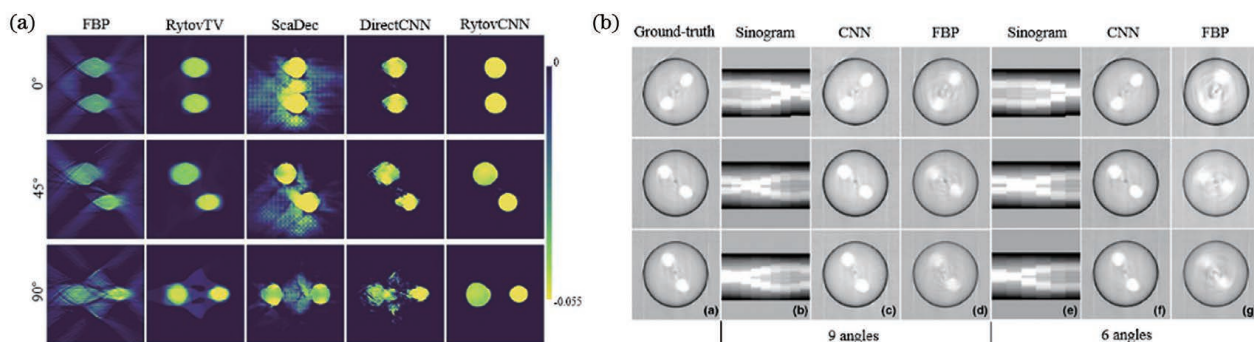 (a)
FBP RytovTV ScaDec DirectCNN RytovCNN
0°
45°
90°
0
-0.055
(b)
Ground-truth Sinogram CNN FBP Sinogram CNN FBP
(a) (b) (c) (d) (e) (f) (g)
9 angles 6 angles